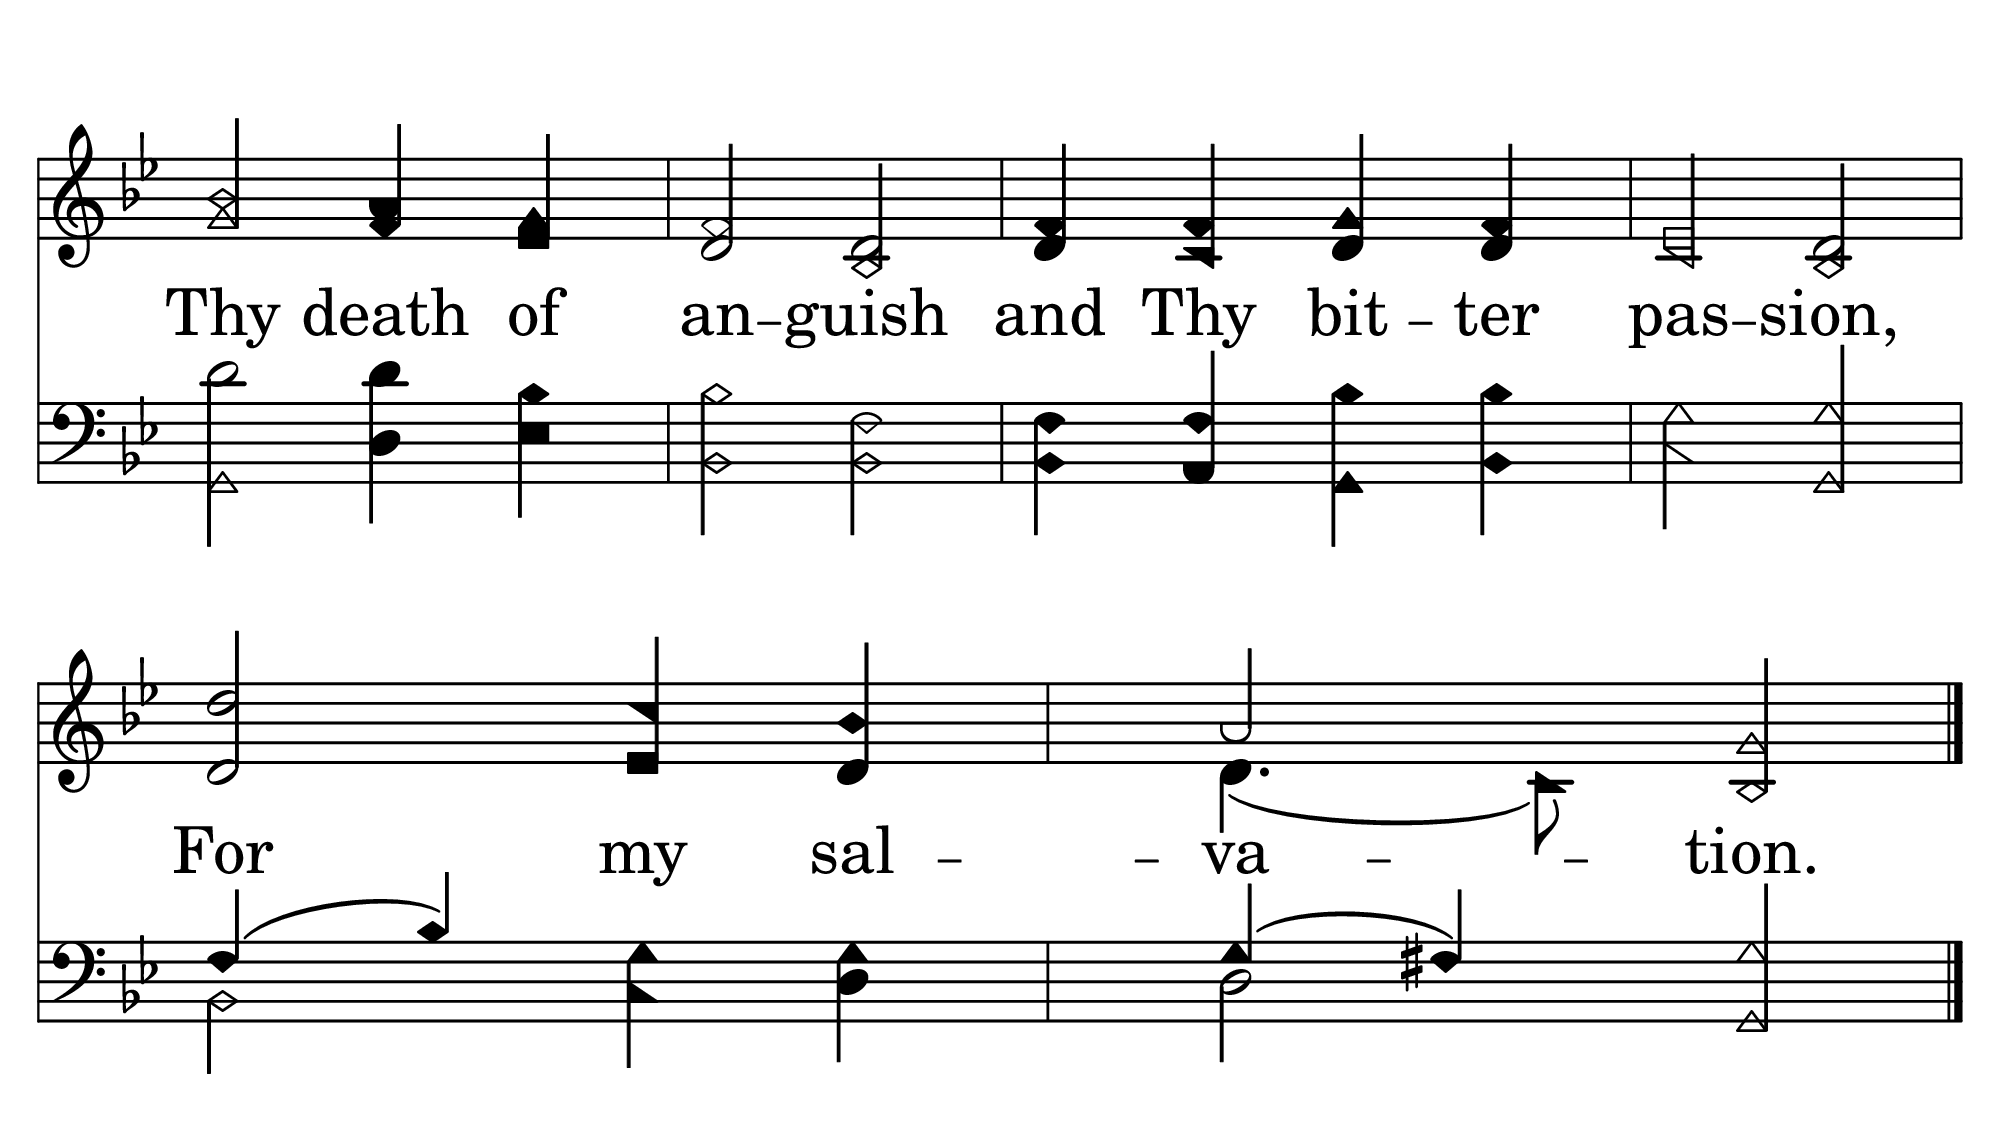 Thy death of an–guish and Thy bit – ter pas–sion,
For my sal – – va – – tion.